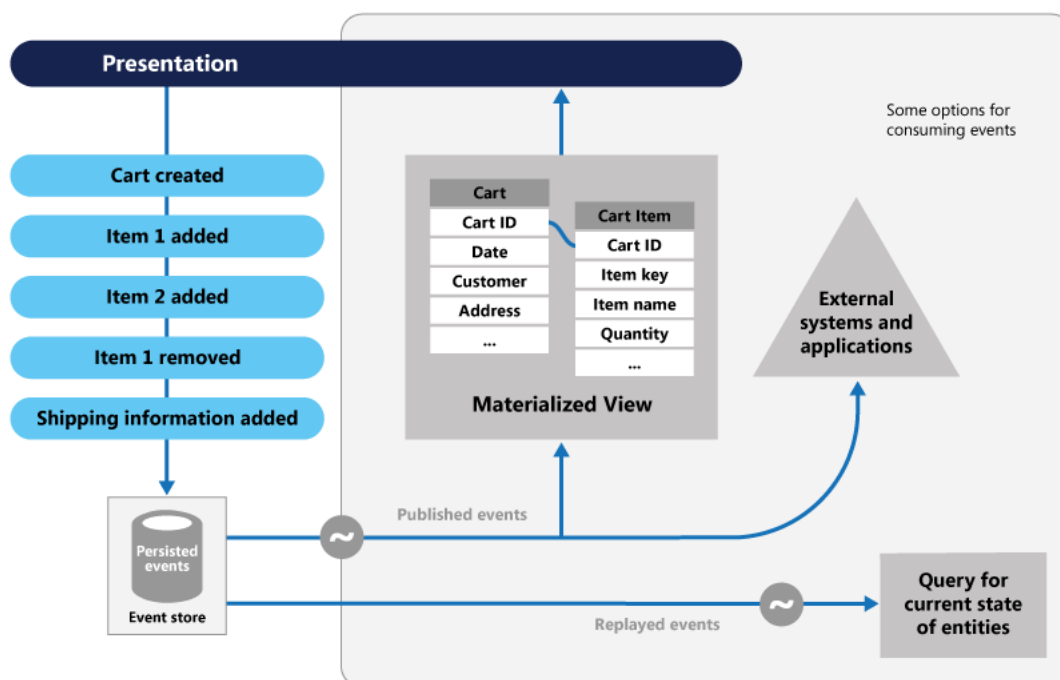 Presentation
Some options for
consuming events
Cart created
Item 1 added
Item 2 added
Item 1 removed
Shipping information added
Cart
Cart ID
Date
Customer
Address
...
Cart Item
Cart ID
Item key
Item name
Quantity
...
Materialized View
External
systems and
applications
Persisted
events
Event store
~
Published events
~
Replayed events
Query for
current state
of entities